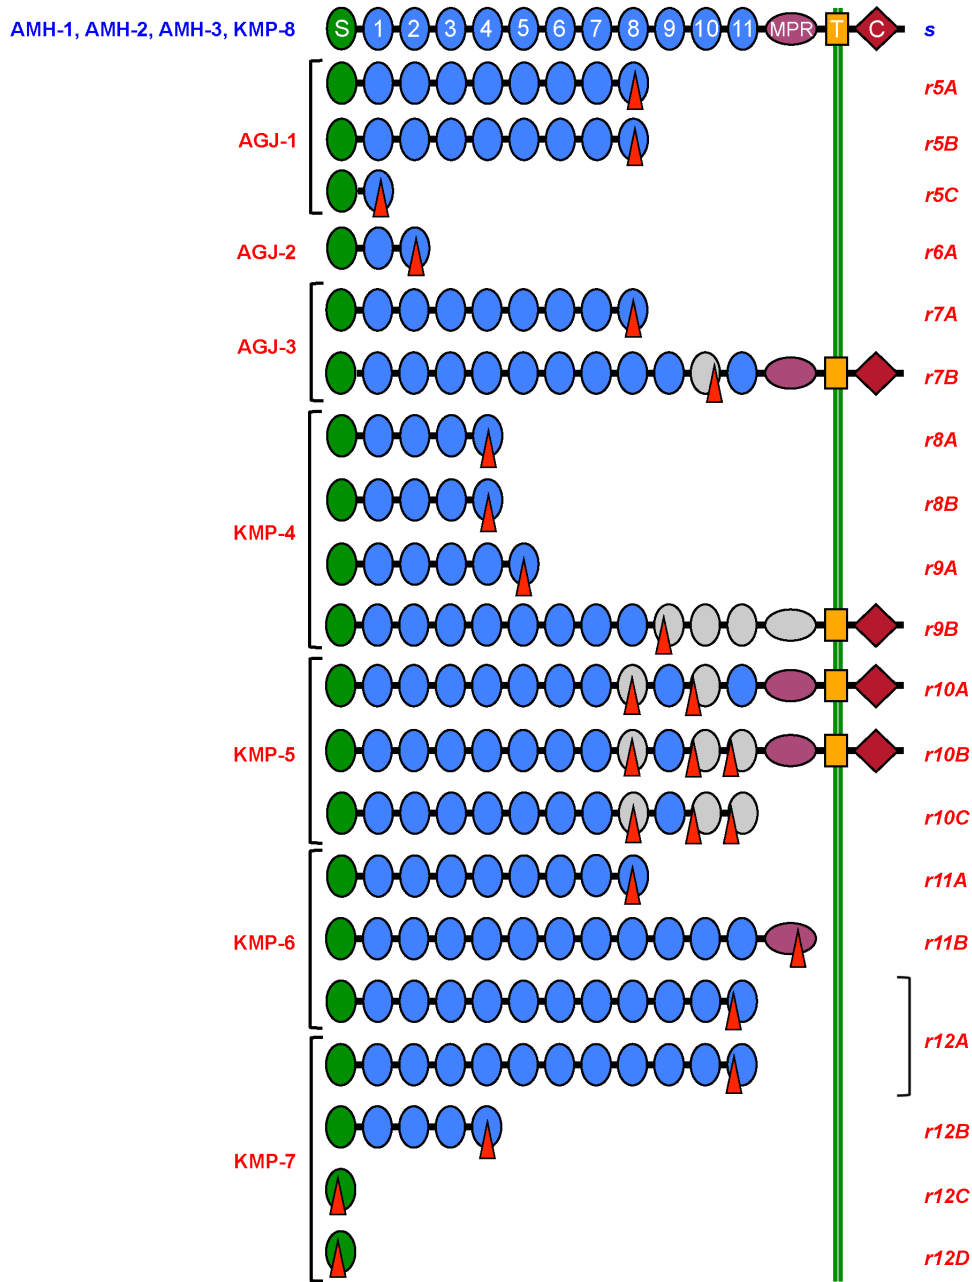 AMH-1, AMH-2, AMH-3, KMP-8 S 1 2 3 4 5 6 7 8 9 10 11 MPR T C s
r5A
AGJ-1 r5B
r5C
AGJ-2 r6A
r7A
AGJ-3
r7B
r8A
r8B
KMP-4
r9A
r9B
r10A
KMP-5 r10B
r10C
r11A
KMP-6 r11B
r12A
r12B
KMP-7
r12C
r12D